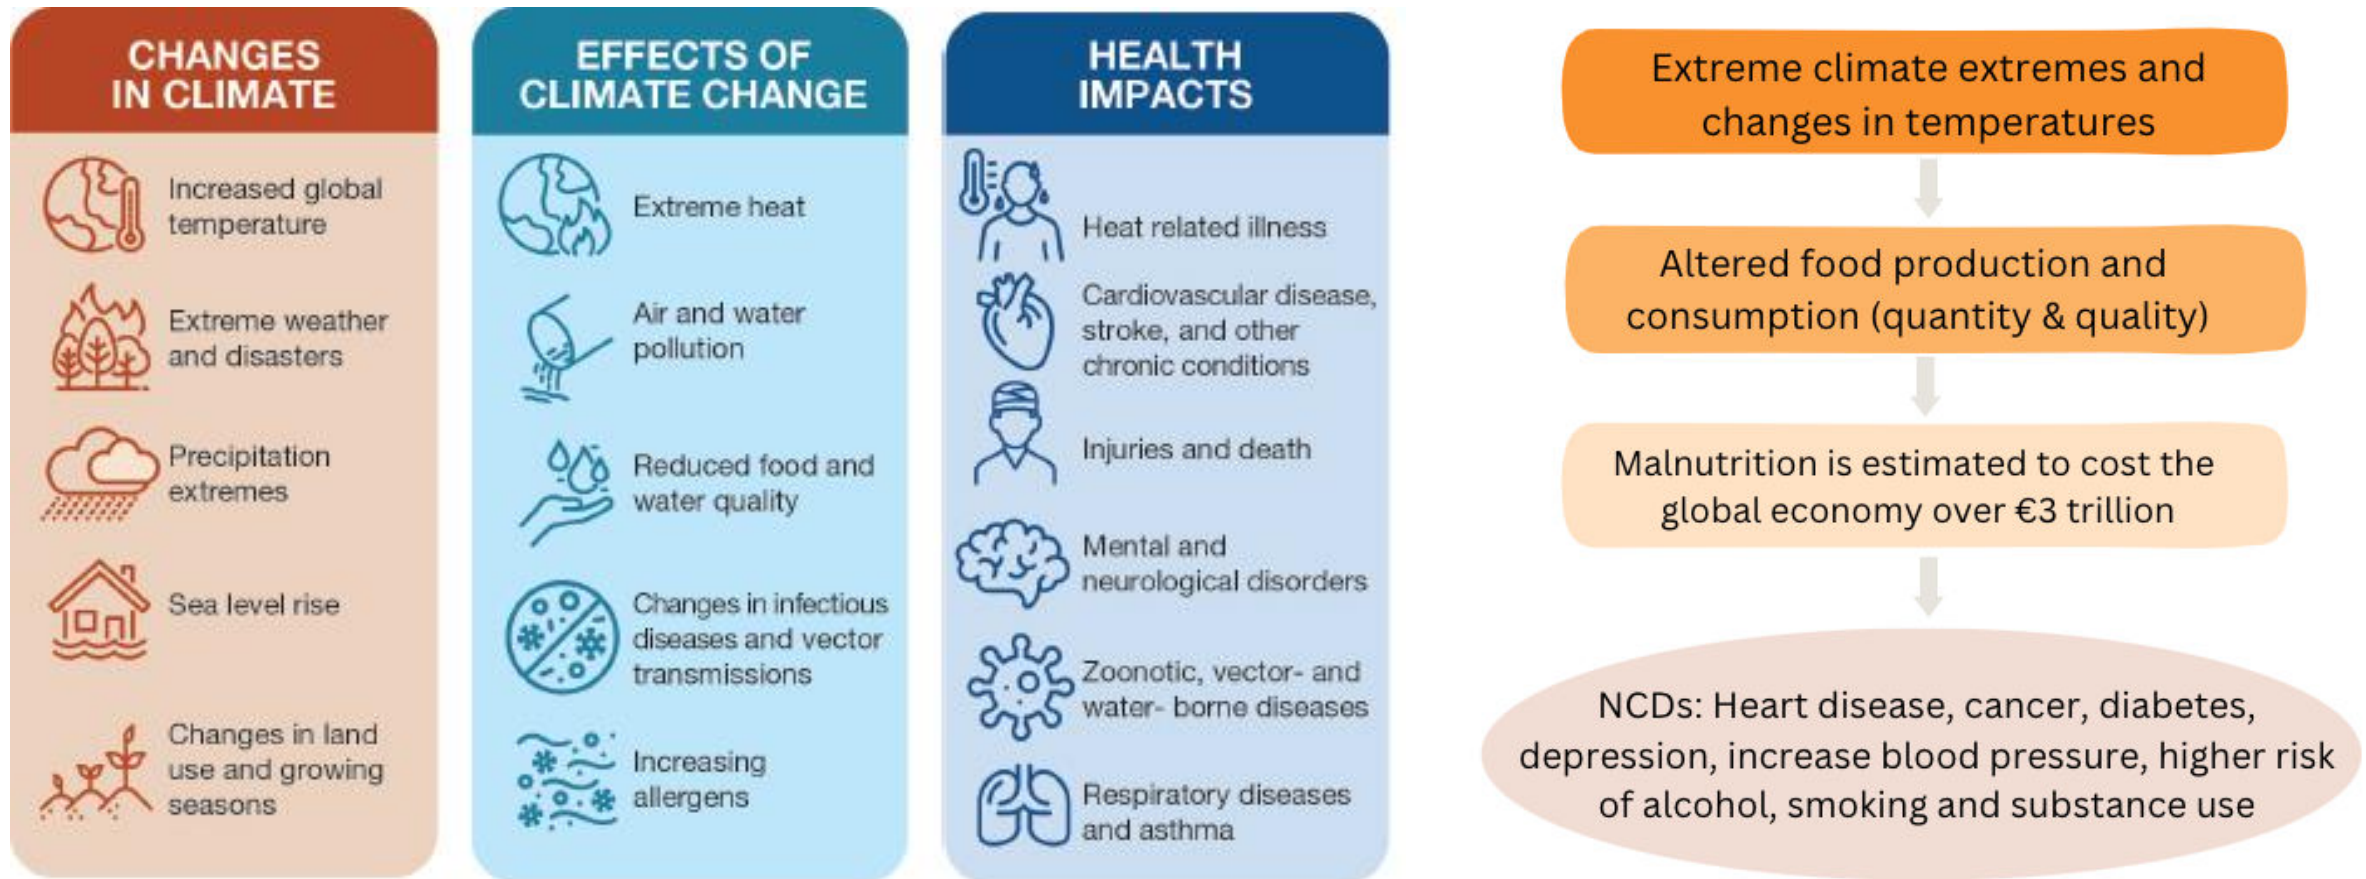 CHANGES
IN CLIMATE
Increased global
temperature
Extreme weather
and disasters
Precipitation
extremes
Sea level rise
Changes in land
use and growing
seasons
EFFECTS OF
CLIMATE CHANGE
Extreme heat
Air and water
pollution
Reduced food and
water quality
Changes in infectious
diseases and vector
transmissions
Increasing
allergens
HEALTH
IMPACTS
Heat related illness
Cardiovascular disease,
stroke, and other
chronic conditions
Injuries and death
Mental and
neurological disorders
Zoonotic, vector- and
water- borne diseases
Respiratory diseases
and asthma
Extreme climate extremes and
changes in temperatures
Altered food production and
consumption (quantity & quality)
Malnutrition is estimated to cost the
global economy over €3 trillion
NCDs: Heart disease, cancer, diabetes,
depression, increase blood pressure, higher risk
of alcohol, smoking and substance use